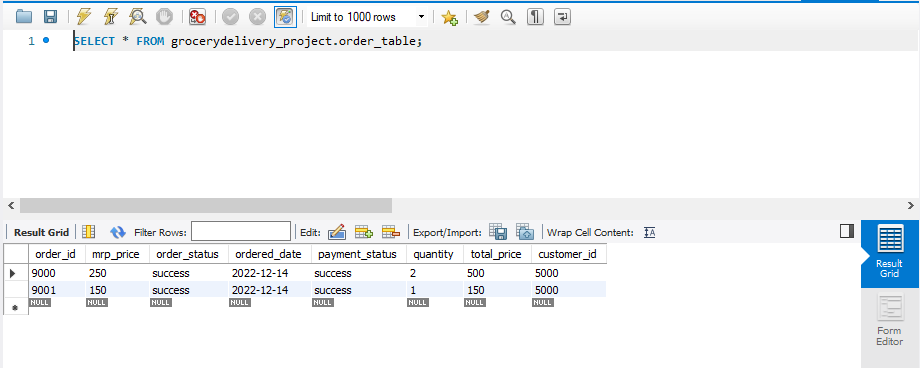 Limit to 1000 rows
1 SELECT * FROM grocerydelivery_project.order_table;
Result Grid Filter Rows: Edit: Export/Import: Wrap Cell Content: IA
order_id mrp_price order_status ordered_date payment_status quantity total_price customer_id
9000 250 success 2022-12-14 success 2 500 5000
9001 150 success 2022-12-14 success 1 150 5000
NULL NULL NULL NULL NULL NULL NULL NULL
Result
Grid
Form
Editor